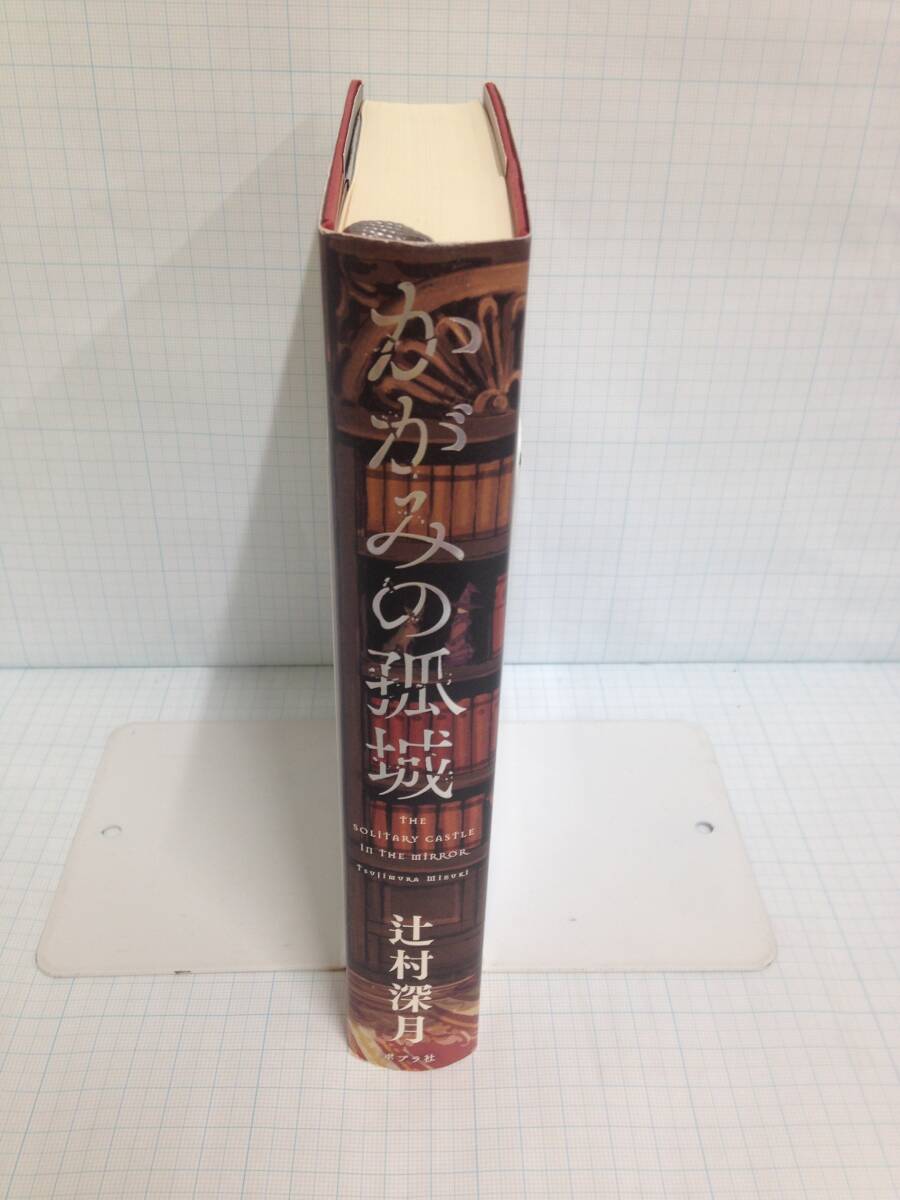 かがみの孤城
THE
SOLITARY CASTLE
IN THE MIRROR
TSUJIMURA MIZUKI
辻村深月
ポプラ社